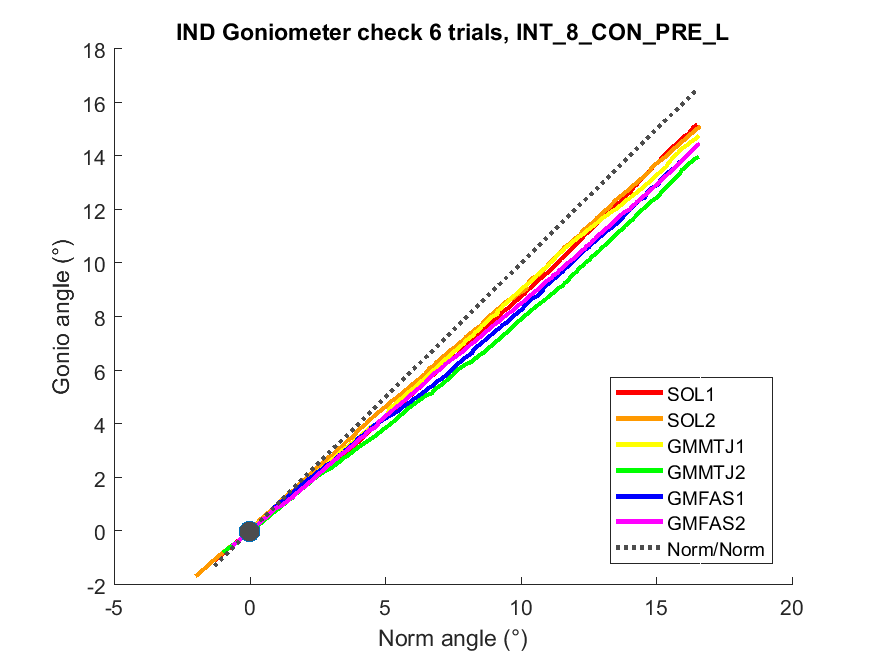 IND Goniometer check 6 trials, INT_8_CON_PRE_L
18
16
14
12
10
8
6
4
2
0
-2
Gonio angle (°)
-5 0 5 10 15 20
Norm angle (°)
SOL1
SOL2
GMMTJ1
GMMTJ2
GMFAS1
GMFAS2
Norm/Norm